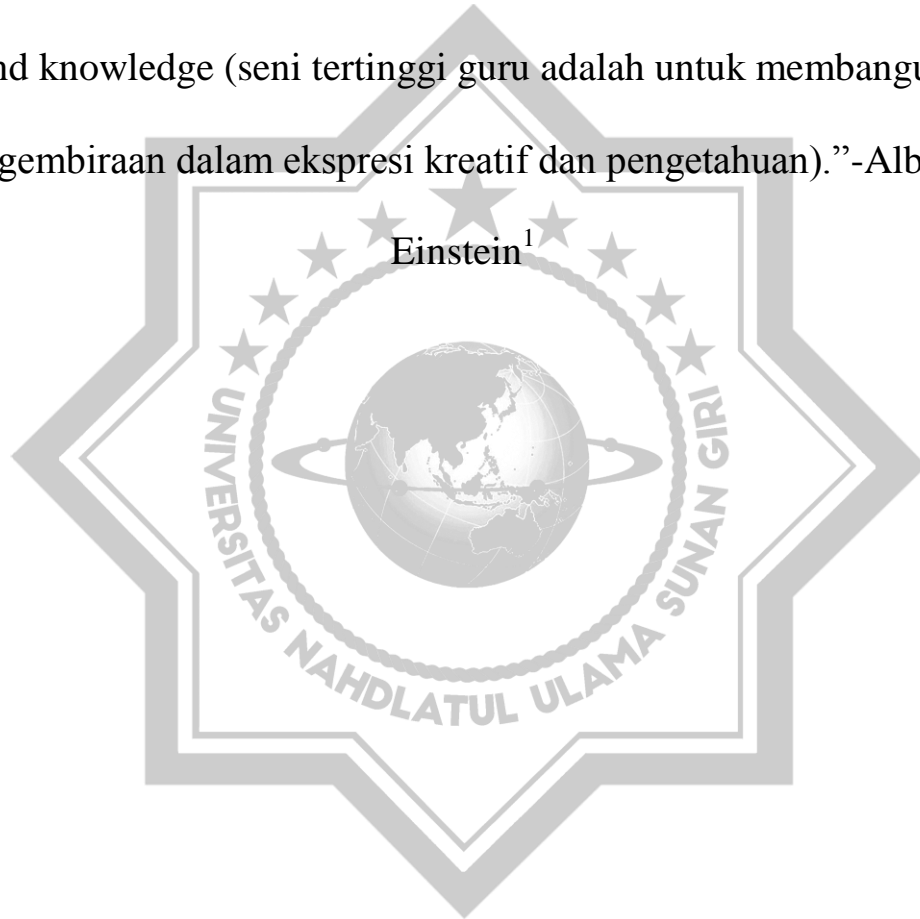 nd knowledge (seni tertinggi guru adalah untuk membangu
gembiraan dalam ekspresi kreatif dan pengetahuan).”-Alb
Einstein1
UNIVERSITAS NAHDLATUL ULAMA SUNAN GIRI